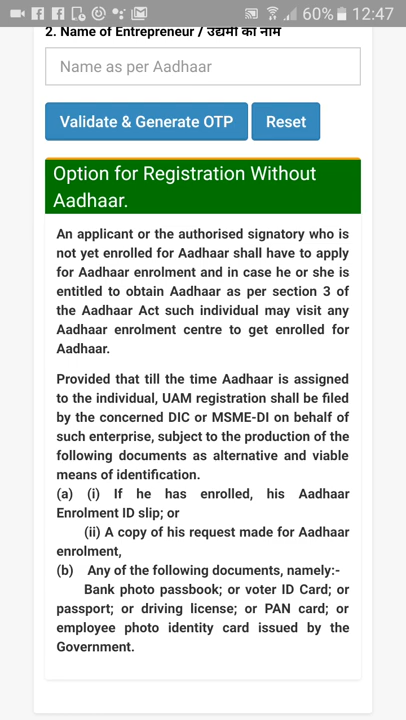 60% 12:47
2. Name of Entrepreneur / उद्यमी का नाम
Name as per Aadhaar
Validate & Generate OTP Reset
Option for Registration Without
Aadhaar.
An applicant or the authorised signatory who is
not yet enrolled for Aadhaar shall have to apply
for Aadhaar enrolment and in case he or she is
entitled to obtain Aadhaar as per section 3 of
the Aadhaar Act such individual may visit any
Aadhaar enrolment centre to get enrolled for
Aadhaar.
Provided that till the time Aadhaar is assigned
to the individual, UAM registration shall be filed
by the concerned DIC or MSME-DI on behalf of
such enterprise, subject to the production of the
following documents as alternative and viable
means of identification.
(a) (i) If he has enrolled, his Aadhaar
Enrolment ID slip; or
(ii) A copy of his request made for Aadhaar
enrolment,
(b) Any of the following documents, namely:-
Bank photo passbook; or voter ID Card; or
passport; or driving license; or PAN card; or
employee photo identity card issued by the
Government.